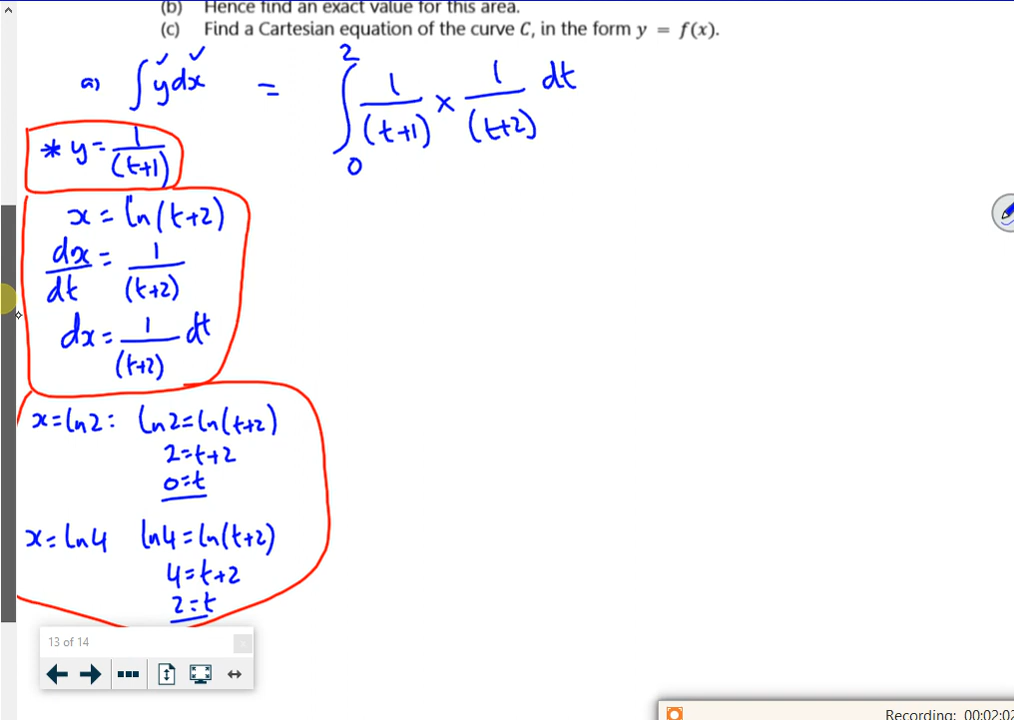 (b) Hence find an exact value for this area.
(c) Find a Cartesian equation of the curve C, in the form y = f(x).
a) ∫ydx = ∫₀² 1/(t+1) × 1/(t+2) dt
* y = 1/(t+1)
x = ln(t+2)
dx/dt = 1/(t+2)
dx = 1/(t+2) dt
x=ln2: ln2=ln(t+2)
2=t+2
0=t
x=ln4 ln4=ln(t+2)
4=t+2
2=t
13 of 14
x
Recording: 00:02:02